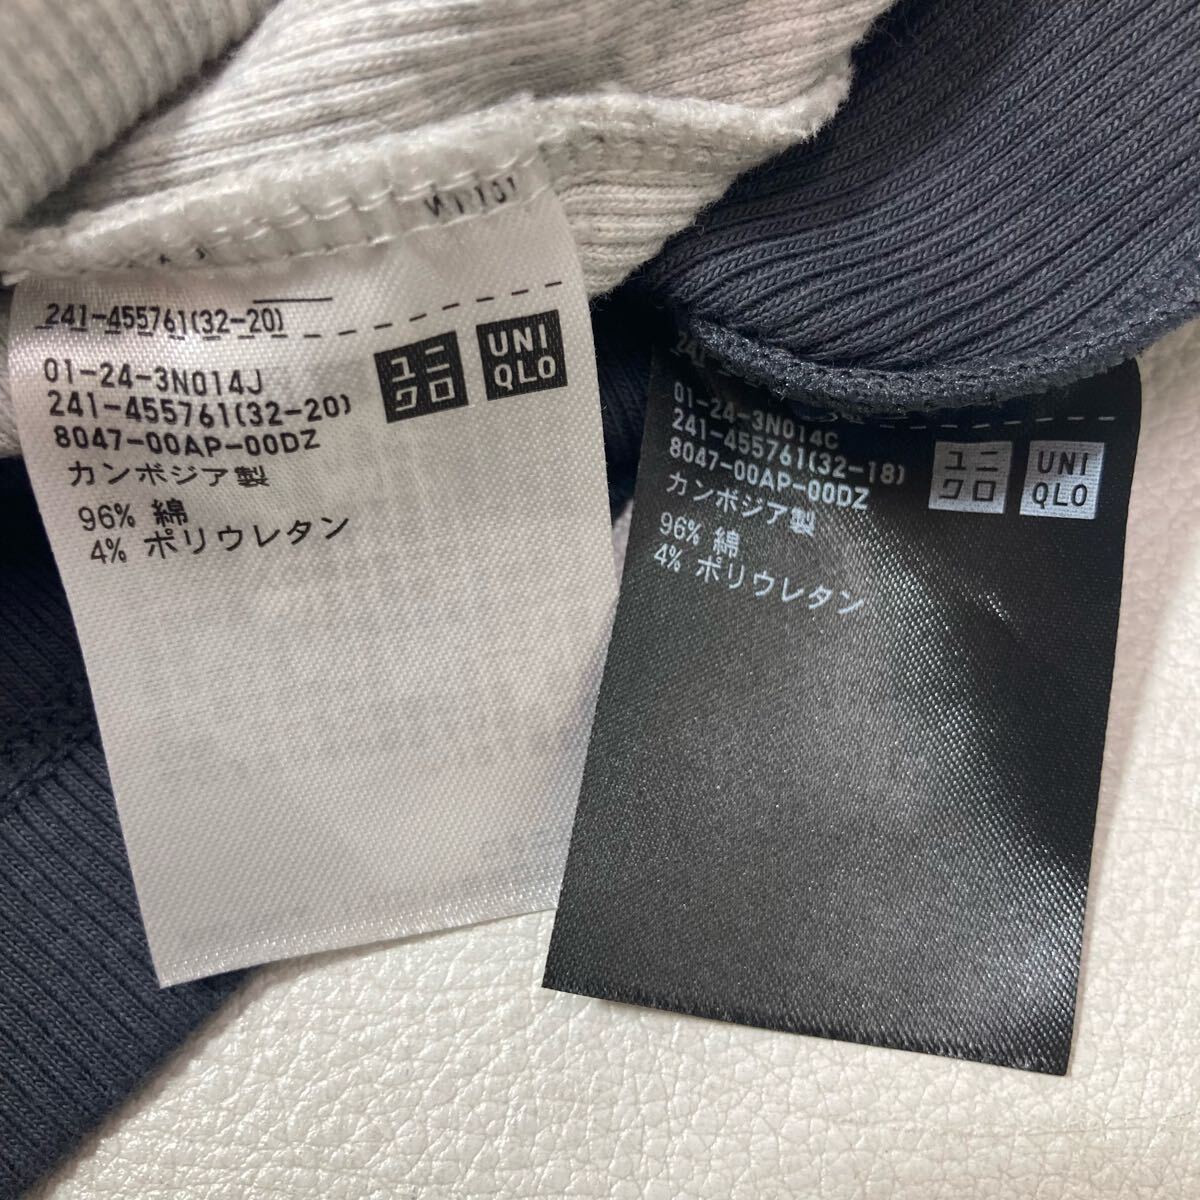 241-455761(32-20)
01-24-3N014J
241-455761(32-20)
8047-00AP-00DZ
カンボジア製
96% 綿
4% ポリウレタン
ユニ
クロ
UNI
QLO
01-24-3N014C
241-455761(32-18)
8047-00AP-00DZ
カンボジア製
96% 綿
4% ポリウレタン
ユニ
クロ
UNI
QLO